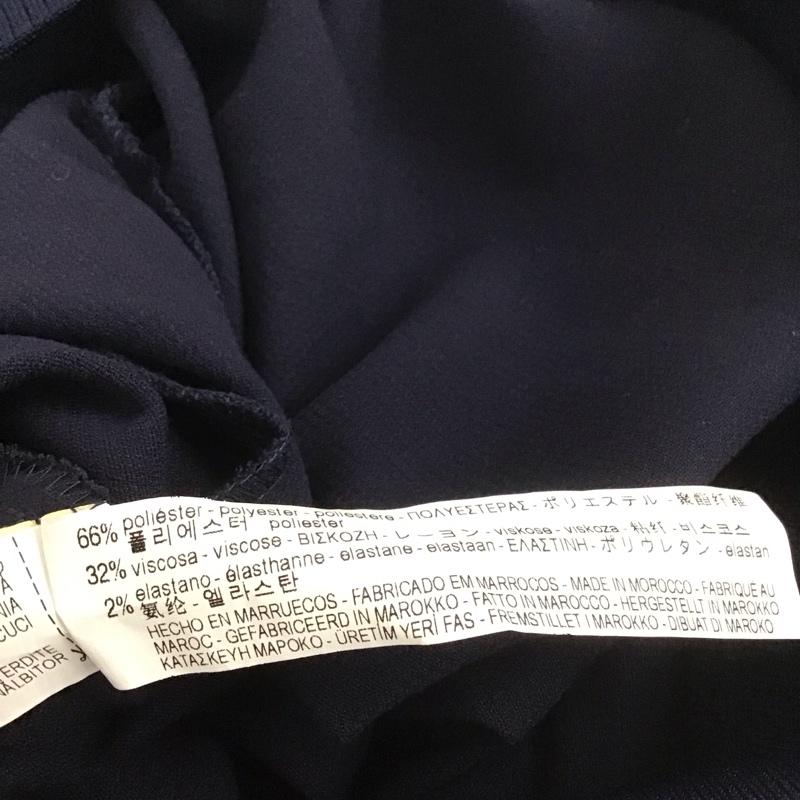 66% poliéster - polyester - poliestere - ΠΟΛΥΕΣΤΕΡΑΣ - ポリエステル - 聚酯纤维
폴리에스터 poliester
32% viscosa - viscose - ΒΙΣΚΟΖΗ - レーヨン - viskose - viskoza - 粘纤 - 비스코스
2% elastano - élasthanne - elastane - elastaan - ΕΛΑΣΤΙΝΗ - ポリウレタン - elastan
氨纶 - 엘라스탄
HECHO EN MARRUECOS - FABRICADO EM MARROCOS - MADE IN MOROCCO - FABRIQUÉ AU
MAROC - GEFABRICEERD IN MAROKKO - FATTO IN MAROCCO - HERGESTELLT IN MAROKKO
ΚΑΤΑΣΚΕΥΗ ΜΑΡΟΚΟ - ÜRETİM YERİ FAS - FREMSTILLET I MAROKKO - DIBUAT DI MAROKO